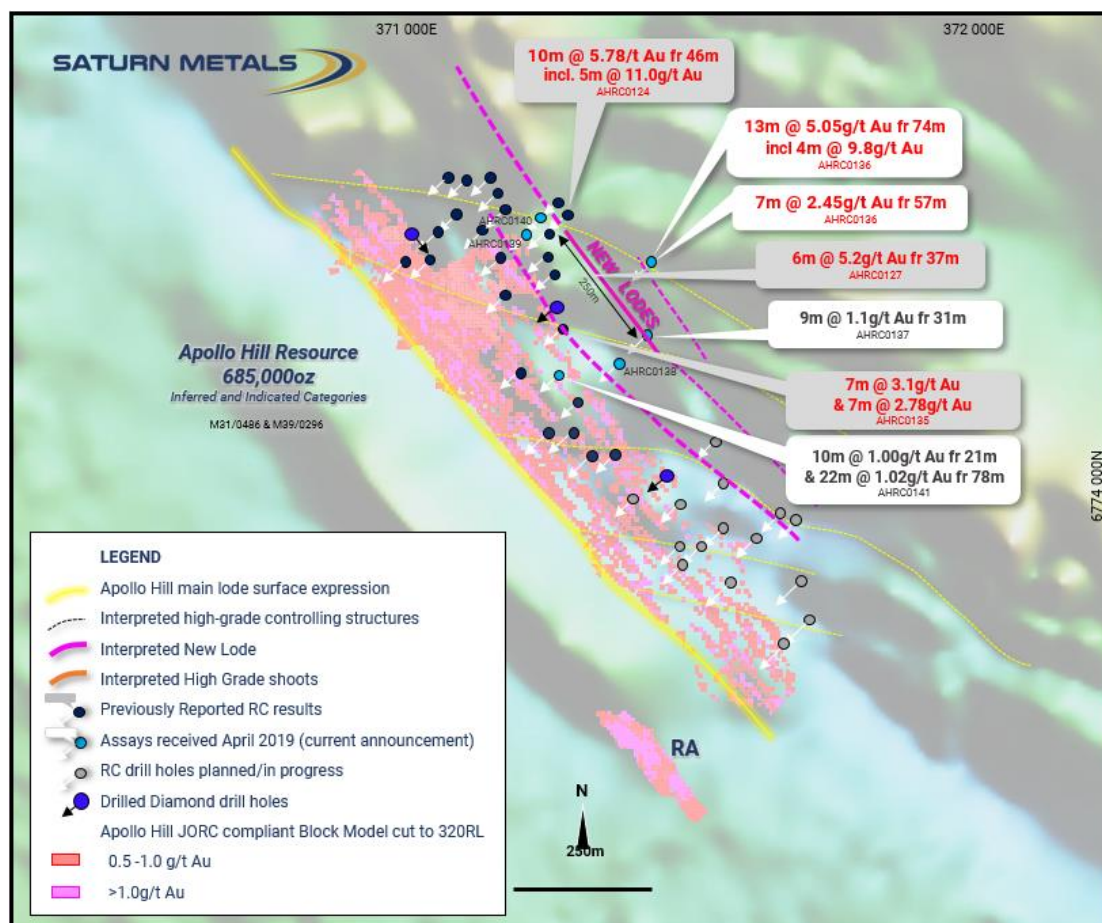 371 000E
372 000E
SATURN METALS
10m @ 5.78/t Au fr 46m
incl. 5m @ 11.0g/t Au
AHRC0124
13m @ 5.05g/t Au fr 74m
incl 4m @ 9.8g/t Au
AHRC0136
7m @ 2.45g/t Au fr 57m
AHRC0136
AHRC0140
AHRC0139
NEW LODES
250m
6m @ 5.2g/t Au fr 37m
AHRC0127
9m @ 1.1g/t Au fr 31m
AHRC0137
AHRC0138
Apollo Hill Resource
685,000oz
Inferred and Indicated Categories
M31/0486 & M39/0296
7m @ 3.1g/t Au
& 7m @ 2.78g/t Au
AHRC0135
10m @ 1.00g/t Au fr 21m
& 22m @ 1.02g/t Au fr 78m
AHRC0141
6774 000N
LEGEND
Apollo Hill main lode surface expression
Interpreted high-grade controlling structures
Interpreted New Lode
Interpreted High Grade shoots
Previously Reported RC results
Assays received April 2019 (current announcement)
RC drill holes planned/in progress
Drilled Diamond drill holes
Apollo Hill JORC compliant Block Model cut to 320RL
0.5 -1.0 g/t Au
>1.0g/t Au
RA
N
250m